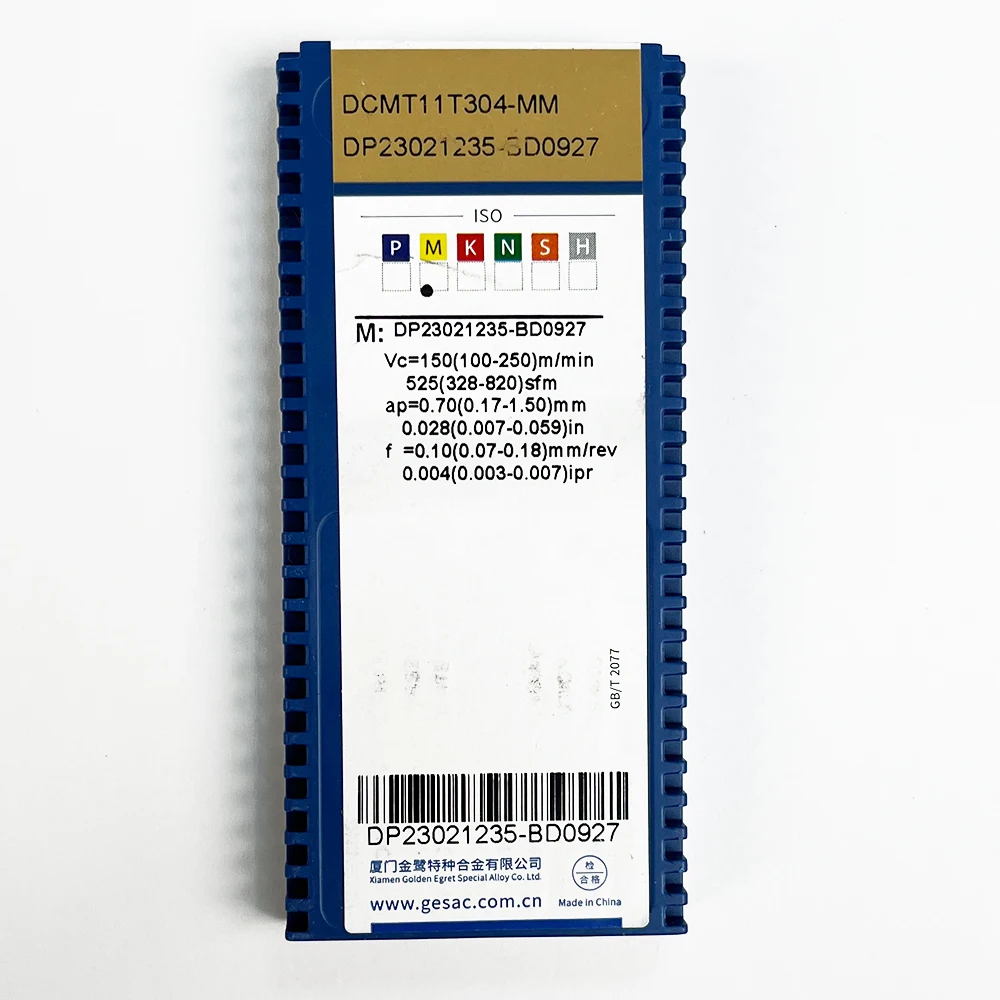 DCMT11T304-MM
DP23021235-BD0927
ISO
P M K N S H
M: DP23021235-BD0927
Vc=150(100-250)m/min
525(328-820)sfm
ap=0.70(0.17-1.50)mm
0.028(0.007-0.059)in
f =0.10(0.07-0.18)mm/rev
0.004(0.003-0.007)ipr
GB/T 2077
DP23021235-BD0927
厦门金鹭特种合金有限公司
Xiamen Golden Egret Special Alloy Co. Ltd.
www.gesac.com.cn
检
合格
Made in China